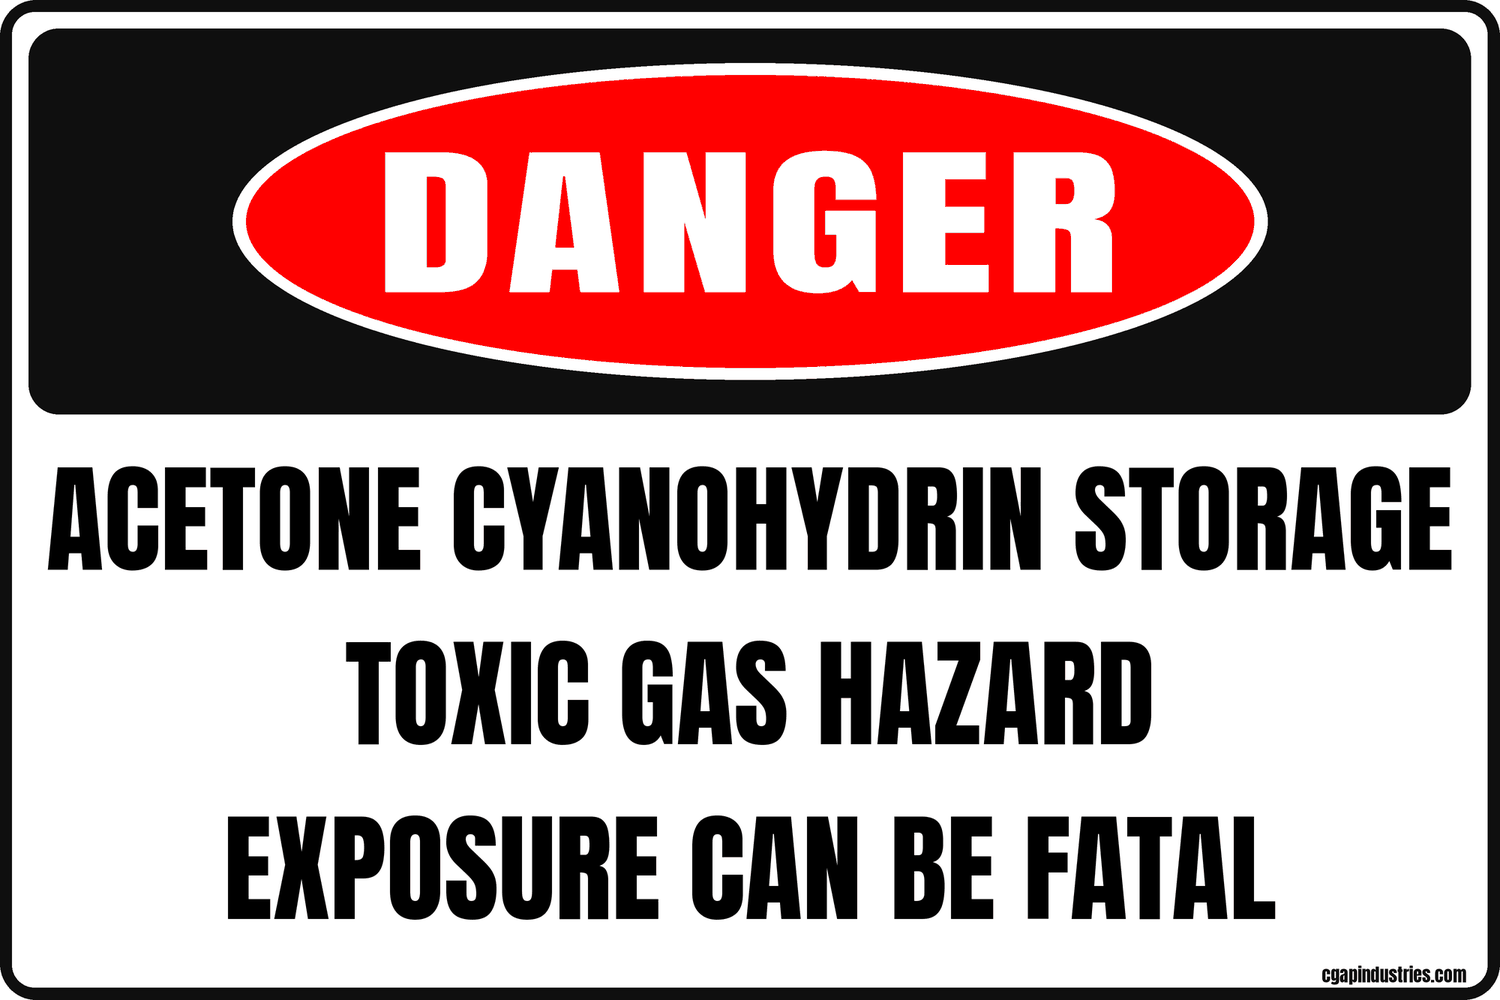 DANGER
ACETONE CYANOHYDRIN STORAGE
TOXIC GAS HAZARD
EXPOSURE CAN BE FATAL
cgapindustries.com